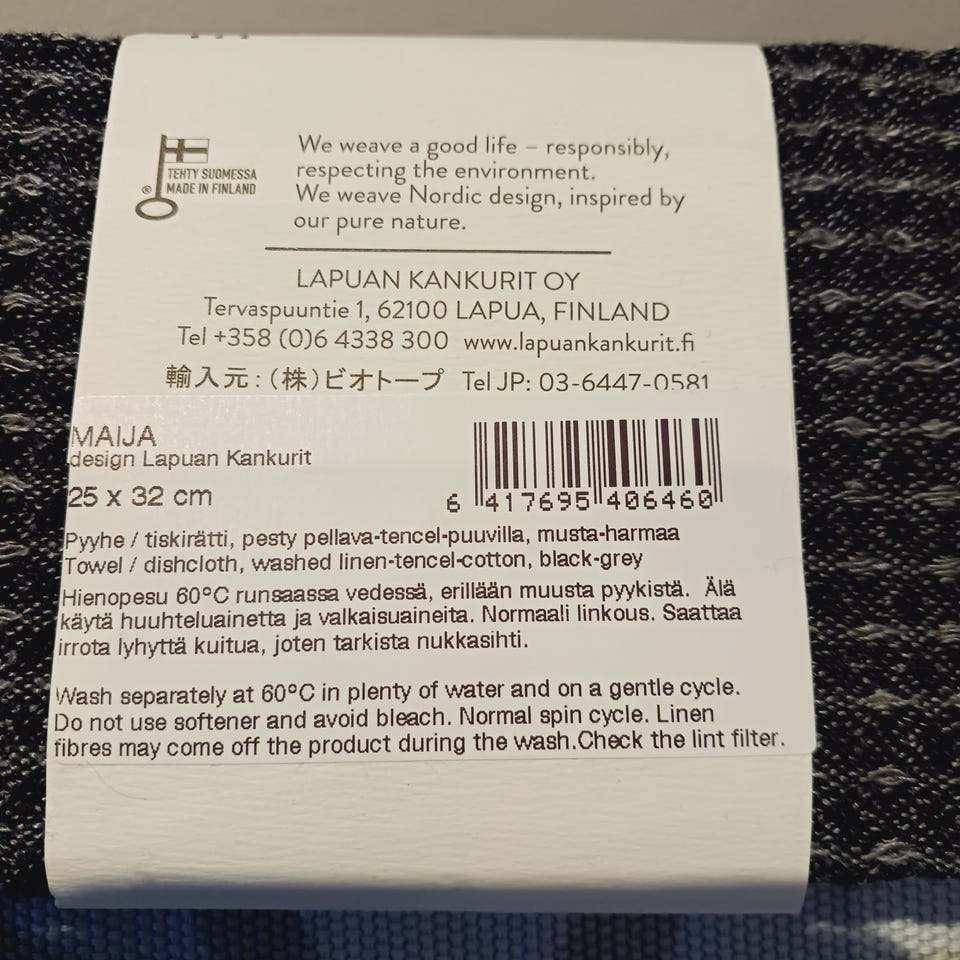 TEHTY SUOMESSA
MADE IN FINLAND
®
We weave a good life – responsibly,
respecting the environment.
We weave Nordic design, inspired by
our pure nature.
LAPUAN KANKURIT OY
Tervaspuuntie 1, 62100 LAPUA, FINLAND
Tel +358 (0)6 4338 300 www.lapuankankurit.fi
輸入元:(株)ビオトープ Tel JP: 03-6447-0581
MAIJA
design Lapuan Kankurit
25 x 32 cm
6 417695 406460
Pyyhe / tiskirätti, pesty pellava-tencel-puuvilla, musta-harmaa
Towel / dishcloth, washed linen-tencel-cotton, black-grey
Hienopesu 60°C runsaassa vedessä, erillään muusta pyykistä. Älä
käytä huuhteluainetta ja valkaisuaineita. Normaali linkous. Saattaa
irrota lyhyttä kuitua, joten tarkista nukkasihti.
Wash separately at 60°C in plenty of water and on a gentle cycle.
Do not use softener and avoid bleach. Normal spin cycle. Linen
fibres may come off the product during the wash.Check the lint filter.